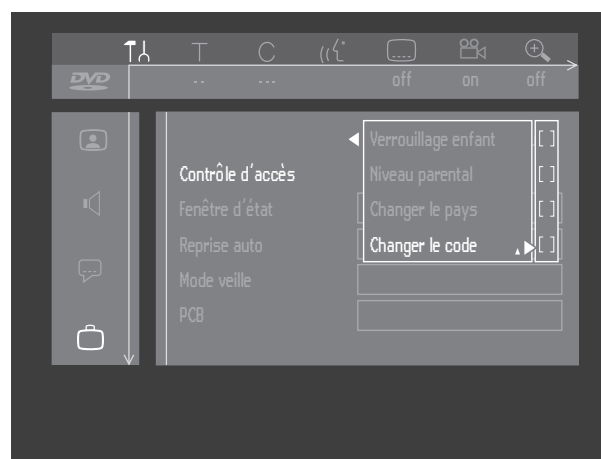 T C
DVD -- --- off on off
Verrouillage enfant [ ]
Contrôle d'accès Niveau parental [ ]
Fenêtre d'état Changer le pays [ ]
Reprise auto Changer le code [ ]
Mode veille
PCB